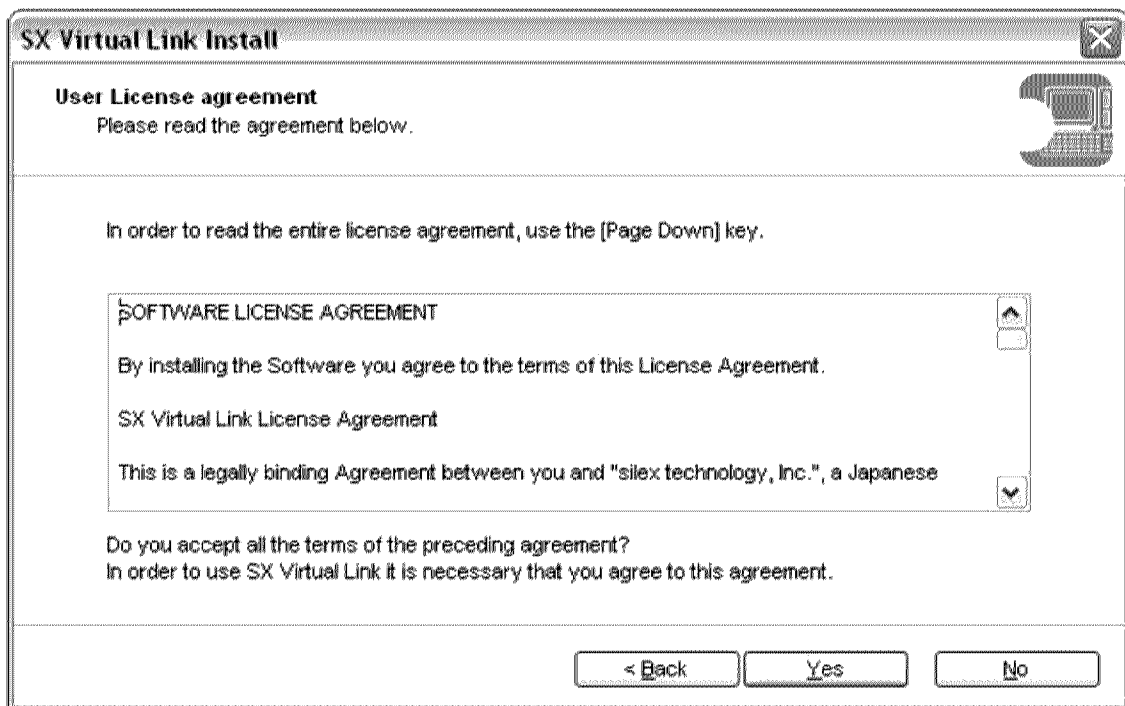 SX Virtual Link Install
User License agreement
Please read the agreement below.
In order to read the entire license agreement, use the [Page Down] key.
SOFTWARE LICENSE AGREEMENT
By installing the Software you agree to the terms of this License Agreement.
SX Virtual Link License Agreement
This is a legally binding Agreement between you and "silex technology, Inc.", a Japanese
Do you accept all the terms of the preceding agreement?
In order to use SX Virtual Link it is necessary that you agree to this agreement.
< Back
Yes
No